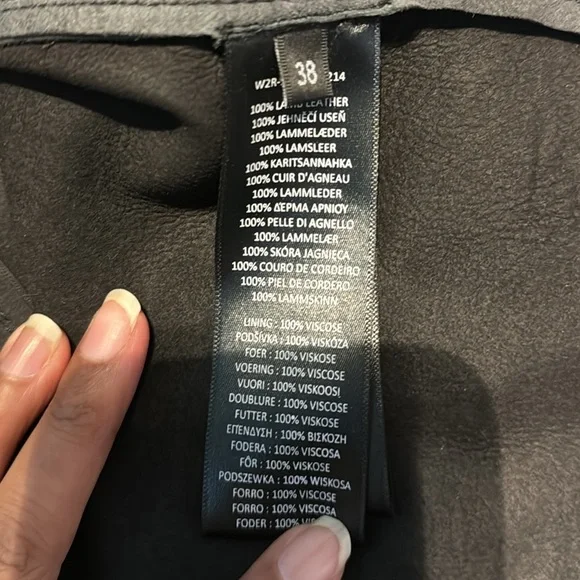 38
W2R- 214
100% LAMB LEATHER
100% JEHNĚČÍ USEŇ
100% LAMMELÆDER
100% LAMSLEER
100% KARITSANNAHKA
100% CUIR D'AGNEAU
100% LAMMLEDER
100% ΔΕΡΜΑ ΑΡΝΙΟΥ
100% PELLE DI AGNELLO
100% LAMMELÆR
100% SKÓRA JAGNIĘCA
100% COURO DE CORDEIRO
100% PIEL DE CORDERO
100% LAMMSKINN
LINING : 100% VISCOSE
PODŠÍVKA : 100% VISKÓZA
FOER : 100% VISKOSE
VOERING : 100% VISCOSE
VUORI : 100% VISKOOSI
DOUBLURE : 100% VISCOSE
FUTTER : 100% VISKOSE
ΕΠΕΝΔΥΣΗ : 100% ΒΙΣΚΟΖΗ
FODERA : 100% VISCOSA
FÔR : 100% VISKOSE
PODSZEWKA : 100% WISKOZA
FORRO : 100% VISCOSE
FORRO : 100% VISCOSA
FODER : 100%